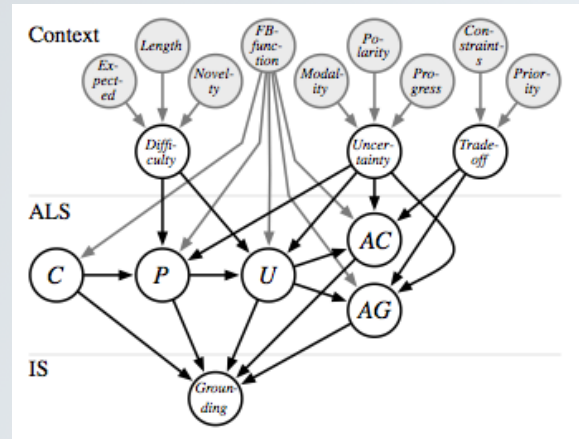 Context
Ex-
pect-
ed
Length
Novel-
ty
FB-
func-
tion
Modal-
ity
Po-
larity
Pro-
gress
Con-
straint-
s
Prior-
ity
Diffi-
culty
Uncer-
tainty
Trade-
off
ALS
C
P
U
AC
AG
IS
Groun-
ding